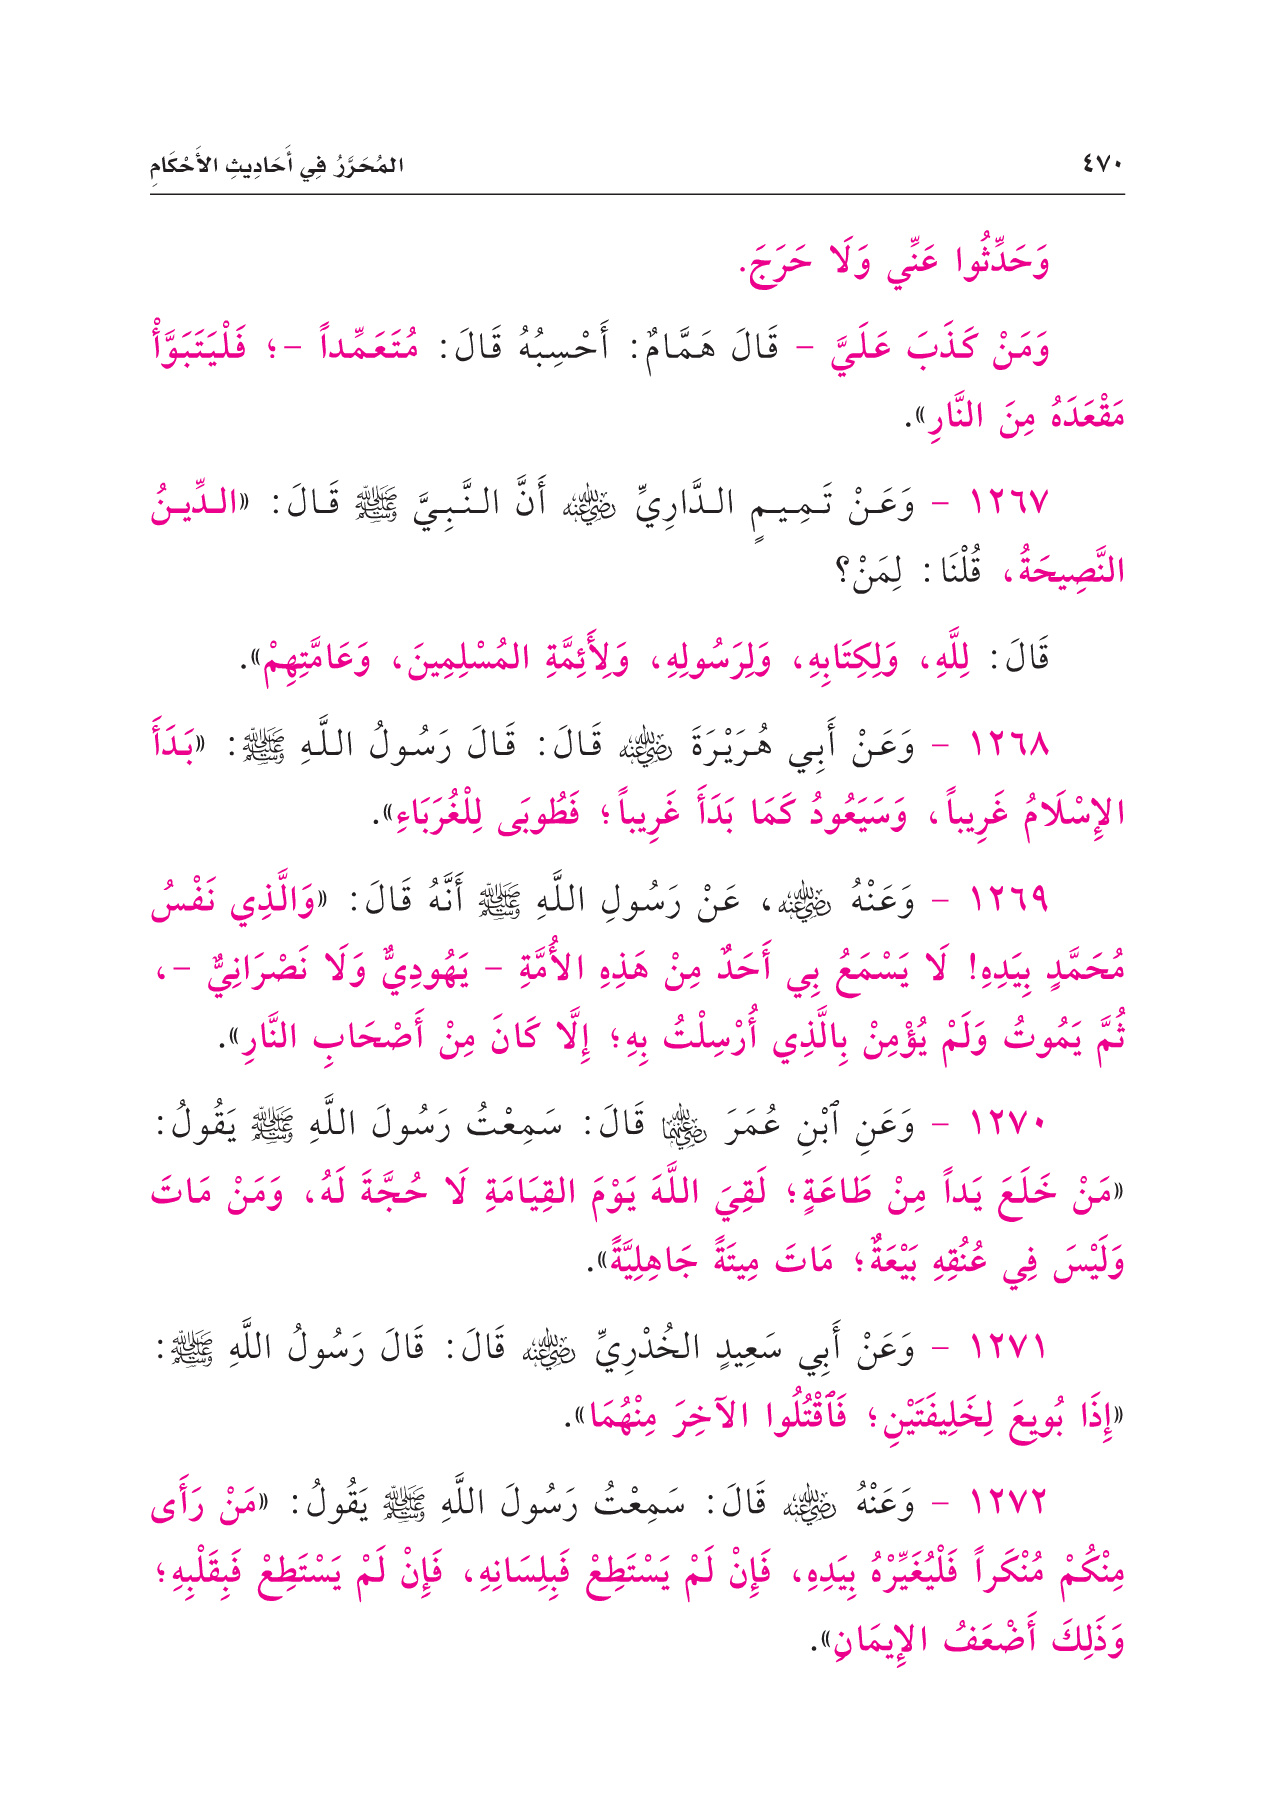 ٤٧٠ المُحَرَّرُ فِي أَحَادِيثِ الأَحْكَامِ
وَحَدِّثُوا عَنِّي وَلَا حَرَجَ.
وَمَنْ كَذَبَ عَلَيَّ - قَالَ هَمَّامٌ: أَحْسِبُهُ قَالَ: مُتَعَمِّداً -؛ فَلْيَتَبَوَّأْ
مَقْعَدَهُ مِنَ النَّارِ».
١٢٦٧ - وَعَنْ تَمِيمٍ الدَّارِيِّ رضي الله عنه أَنَّ النَّبِيَّ ﷺ قَالَ: «الدِّينُ
النَّصِيحَةُ، قُلْنَا: لِمَنْ؟
قَالَ: لِلَّهِ، وَلِكِتَابِهِ، وَلِرَسُولِهِ، وَلِأَئِمَّةِ المُسْلِمِينَ، وَعَامَّتِهِمْ».
١٢٦٨ - وَعَنْ أَبِي هُرَيْرَةَ رضي الله عنه قَالَ: قَالَ رَسُولُ اللَّهِ ﷺ: «بَدَأَ
الإِسْلَامُ غَرِيباً، وَسَيَعُودُ كَمَا بَدَأَ غَرِيباً؛ فَطُوبَى لِلْغُرَبَاءِ».
١٢٦٩ - وَعَنْهُ رضي الله عنه، عَنْ رَسُولِ اللَّهِ ﷺ أَنَّهُ قَالَ: «وَالَّذِي نَفْسُ
مُحَمَّدٍ بِيَدِهِ! لَا يَسْمَعُ بِي أَحَدٌ مِنْ هَذِهِ الأُمَّةِ - يَهُودِيٌّ وَلَا نَصْرَانِيٌّ -،
ثُمَّ يَمُوتُ وَلَمْ يُؤْمِنْ بِالَّذِي أُرْسِلْتُ بِهِ؛ إِلَّا كَانَ مِنْ أَصْحَابِ النَّارِ».
١٢٧٠ - وَعَنِ ٱبْنِ عُمَرَ رضي الله عنهما قَالَ: سَمِعْتُ رَسُولَ اللَّهِ ﷺ يَقُولُ:
«مَنْ خَلَعَ يَداً مِنْ طَاعَةٍ؛ لَقِيَ اللَّهَ يَوْمَ القِيَامَةِ لَا حُجَّةَ لَهُ، وَمَنْ مَاتَ
وَلَيْسَ فِي عُنُقِهِ بَيْعَةٌ؛ مَاتَ مِيتَةً جَاهِلِيَّةً».
١٢٧١ - وَعَنْ أَبِي سَعِيدٍ الخُدْرِيِّ رضي الله عنه قَالَ: قَالَ رَسُولُ اللَّهِ ﷺ:
«إِذَا بُويِعَ لِخَلِيفَتَيْنِ؛ فَٱقْتُلُوا الآخِرَ مِنْهُمَا».
١٢٧٢ - وَعَنْهُ رضي الله عنه قَالَ: سَمِعْتُ رَسُولَ اللَّهِ ﷺ يَقُولُ: «مَنْ رَأَى
مِنْكُمْ مُنْكَراً فَلْيُغَيِّرْهُ بِيَدِهِ، فَإِنْ لَمْ يَسْتَطِعْ فَبِلِسَانِهِ، فَإِنْ لَمْ يَسْتَطِعْ فَبِقَلْبِهِ؛
وَذَلِكَ أَضْعَفُ الإِيمَانِ».